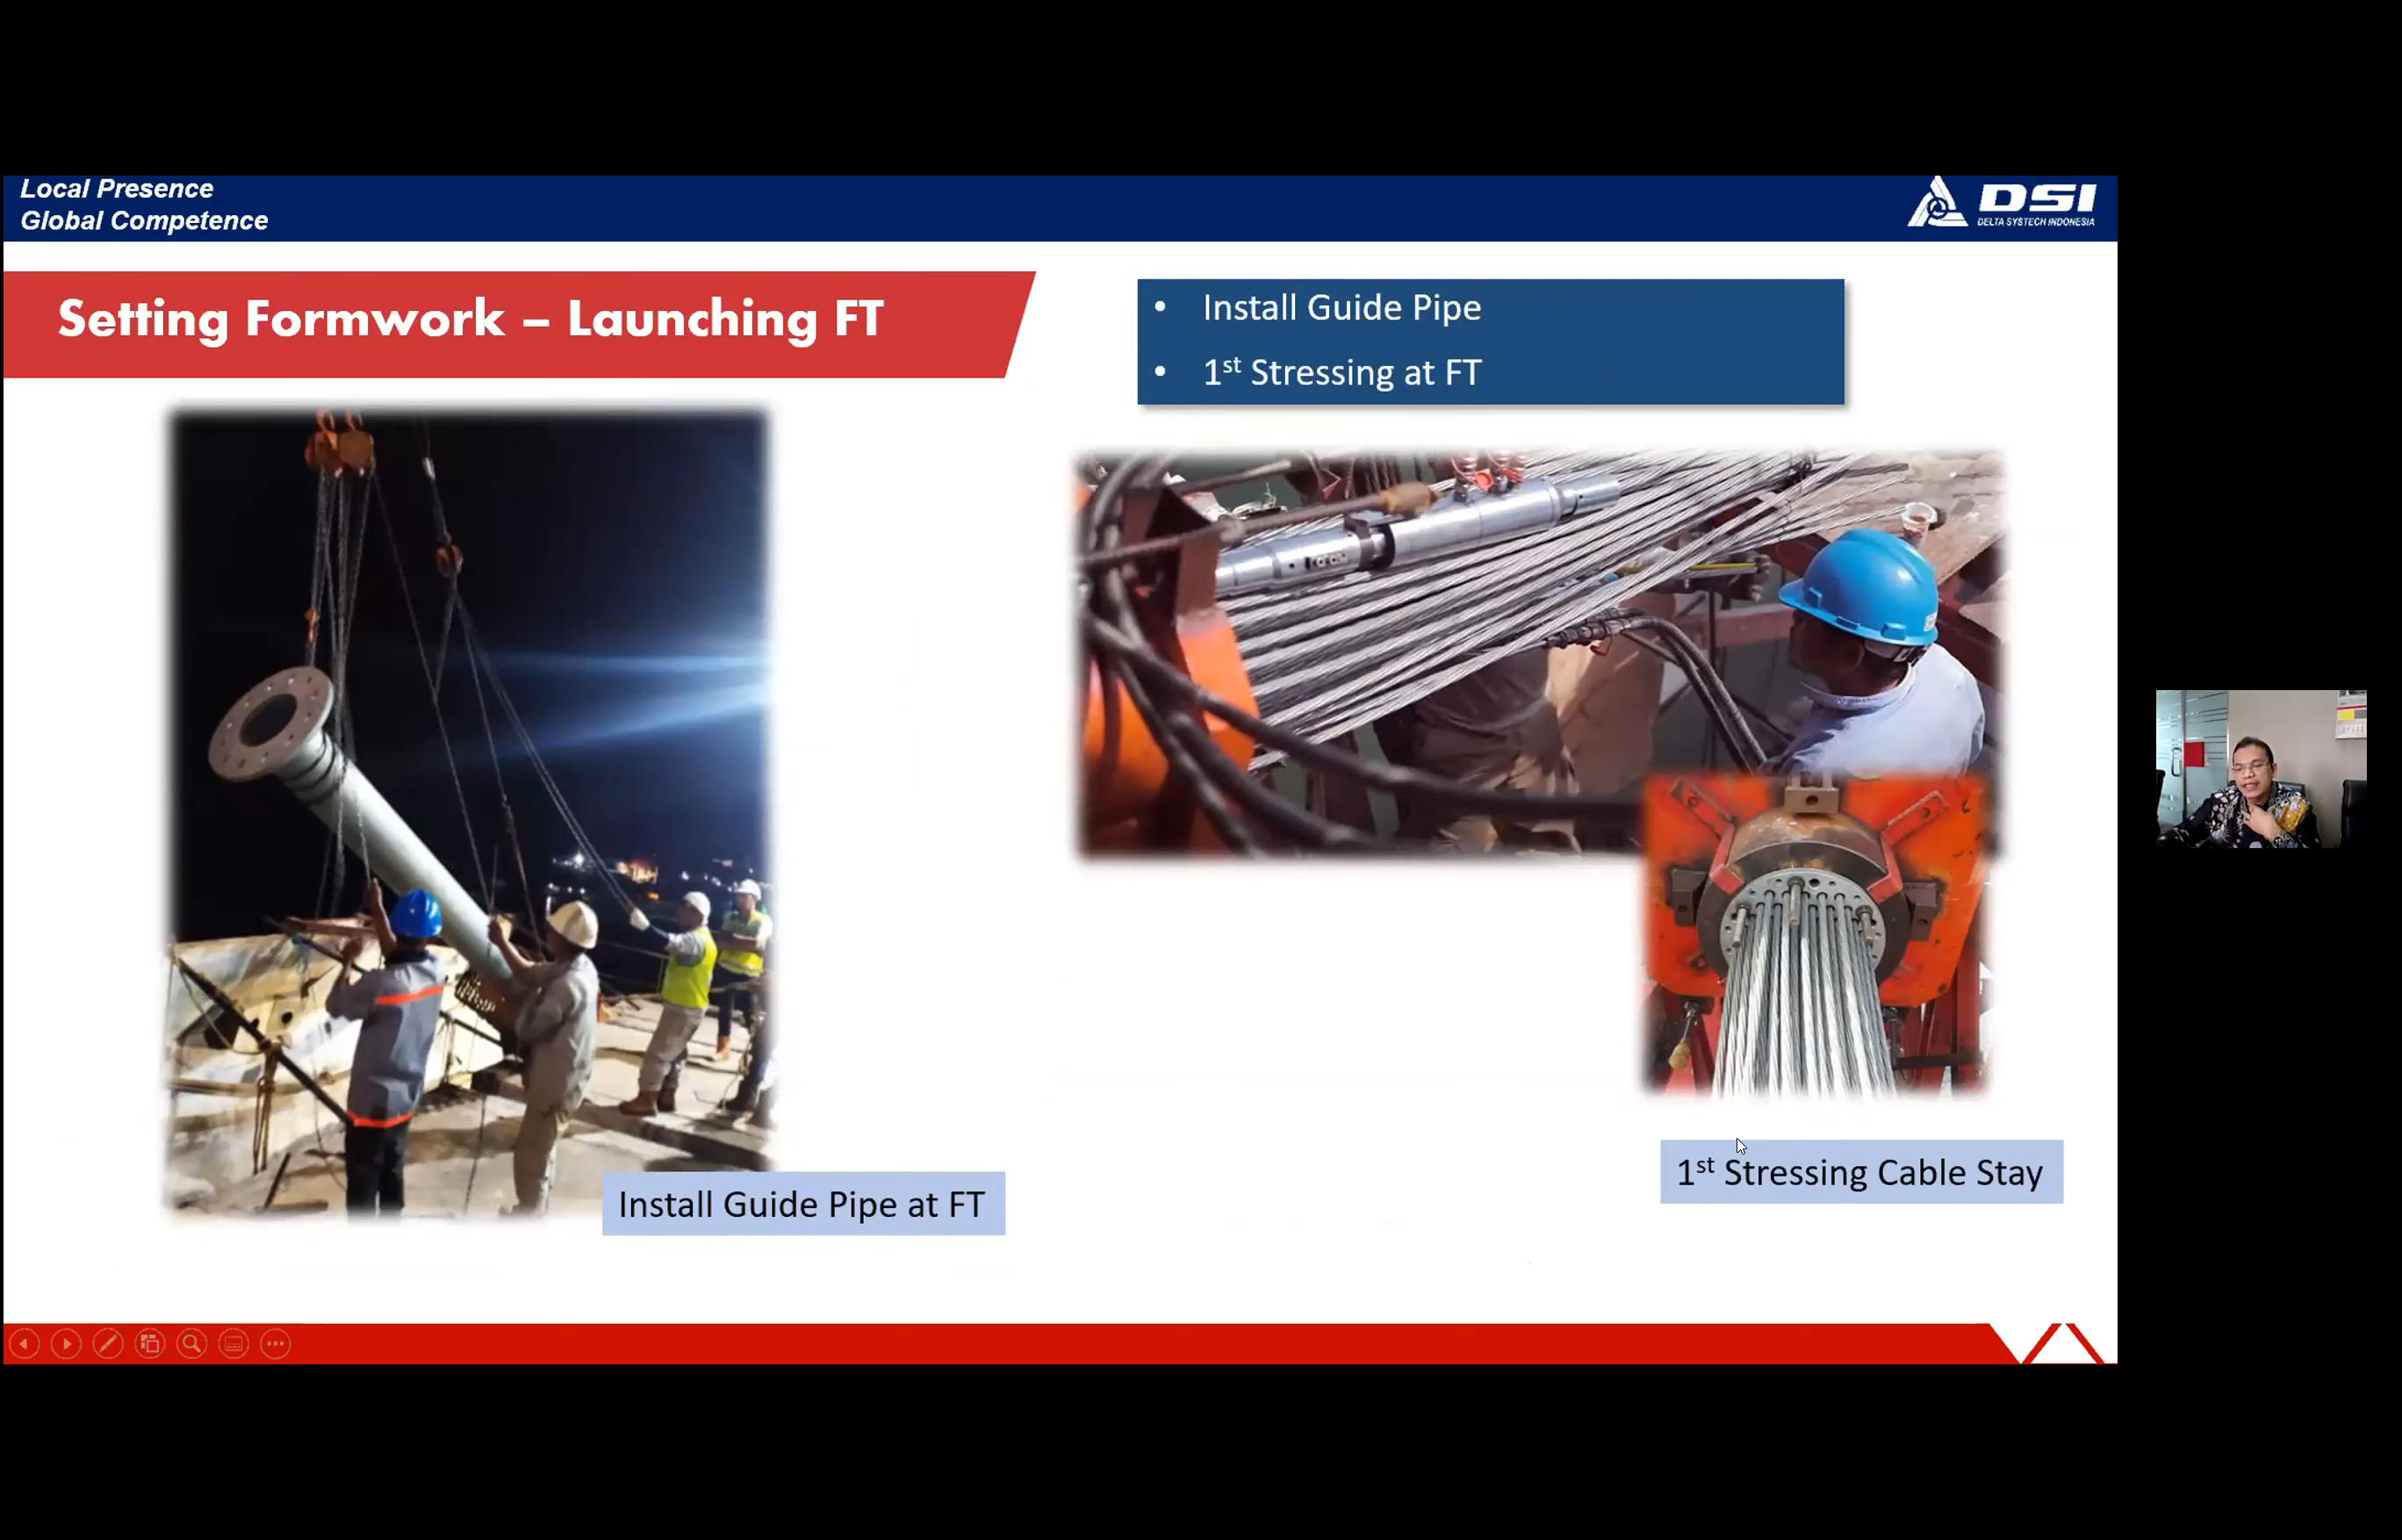 Local Presence
Global Competence
DSI
DELTA SYSTECH INDONESIA
Setting Formwork – Launching FT
• Install Guide Pipe
• 1st Stressing at FT
Install Guide Pipe at FT
1st Stressing Cable Stay